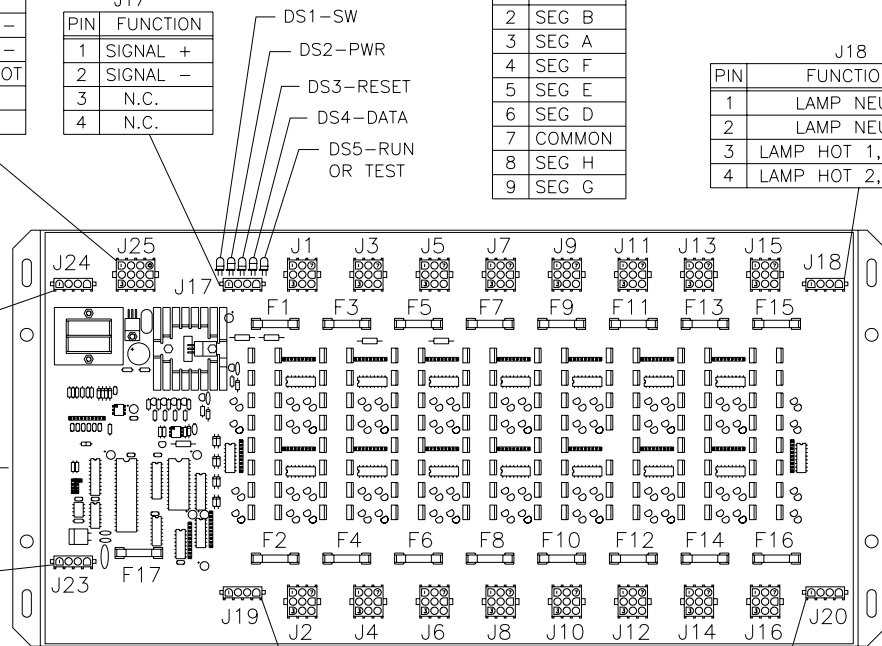 J17
PIN FUNCTION
1 SIGNAL +
2 SIGNAL −
3 N.C.
4 N.C.
−
−
OT
DS1−SW
DS2−PWR
DS3−RESET
DS4−DATA
DS5−RUN
OR TEST
2 SEG B
3 SEG A
4 SEG F
5 SEG E
6 SEG D
7 COMMON
8 SEG H
9 SEG G
J18
PIN FUNCTIO
1 LAMP NEU
2 LAMP NEU
3 LAMP HOT 1,
4 LAMP HOT 2,
J24 J25 J17 J1 J3 J5 J7 J9 J11 J13 J15 J18
F1 F3 F5 F7 F9 F11 F13 F15
F2 F4 F6 F8 F10 F12 F14 F16
J23 F17 J19 J2 J4 J6 J8 J10 J12 J14 J16 J20